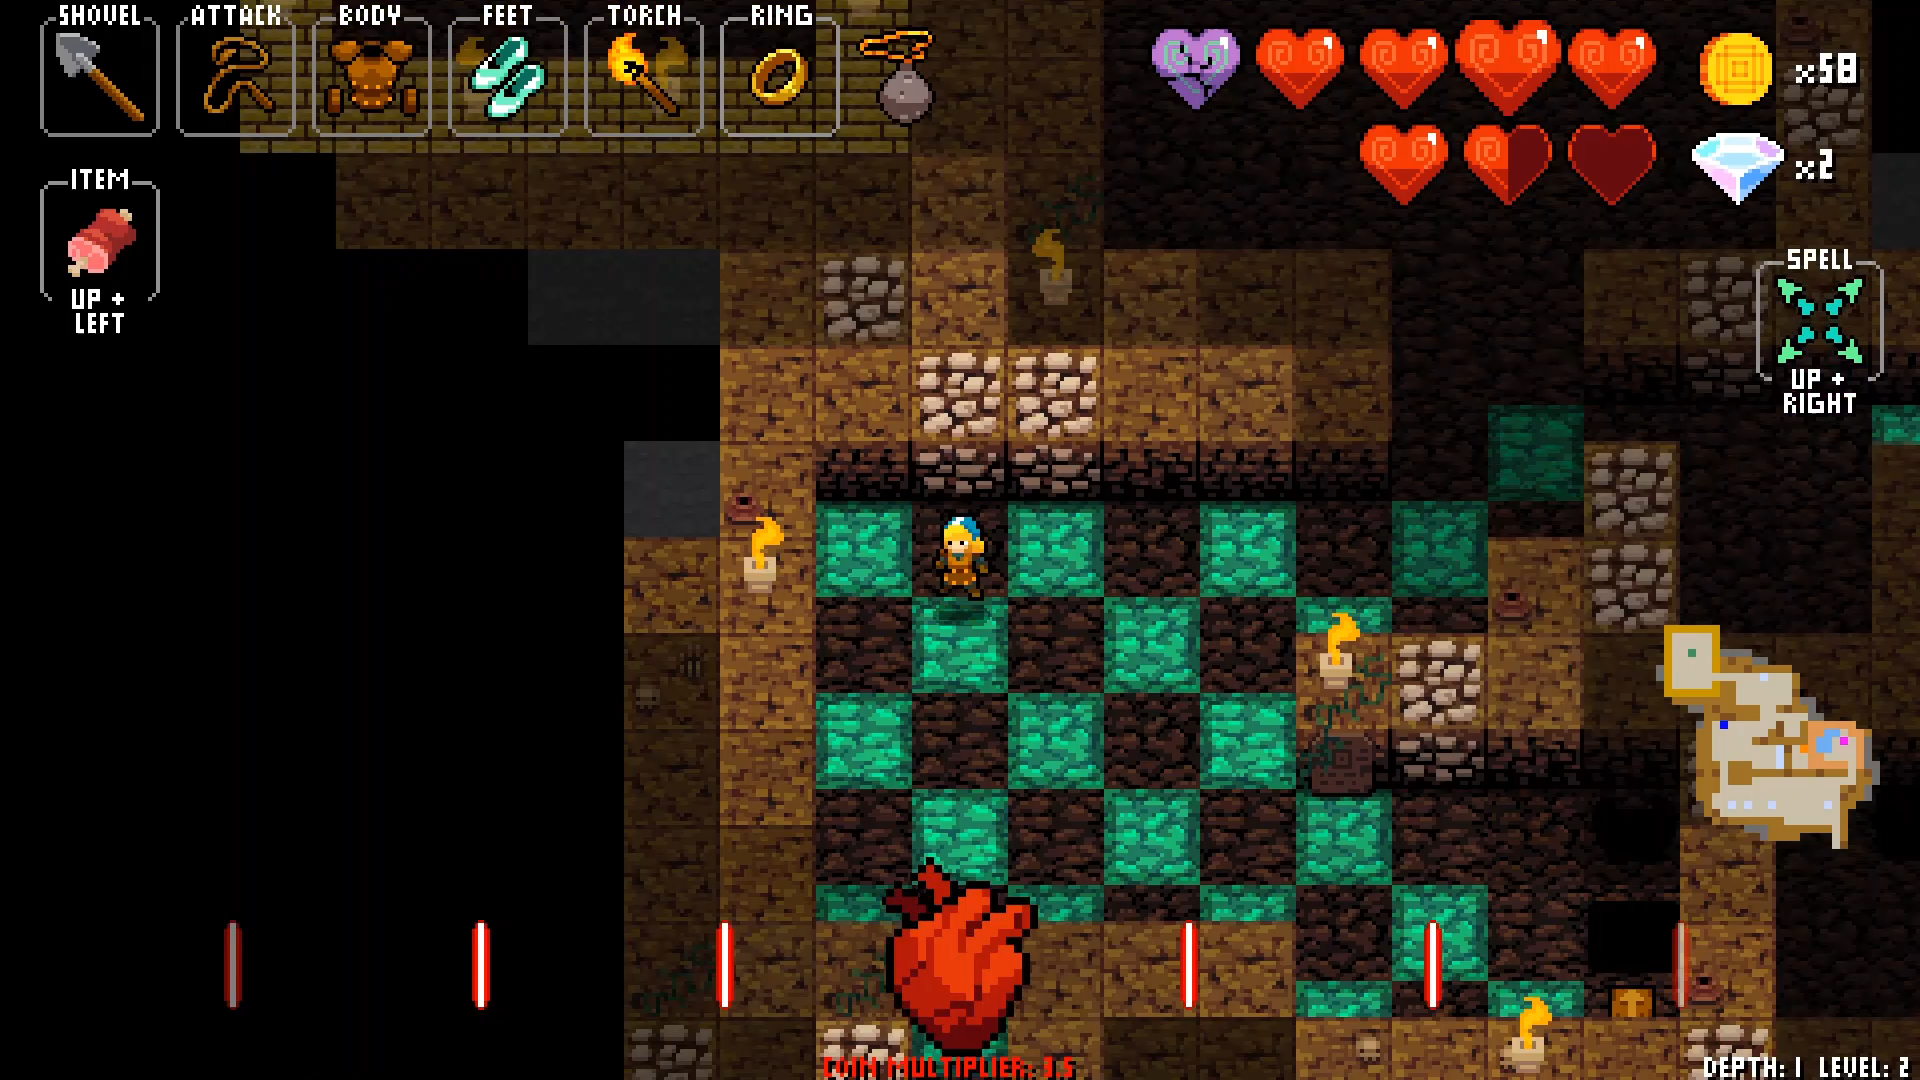 SHOVEL ATTACK BODY FEET TORCH RING
x58
x2
ITEM
UP +
LEFT
SPELL
UP +
RIGHT
COIN MULTIPLIER: 3.5
DEPTH: 1 LEVEL: 2